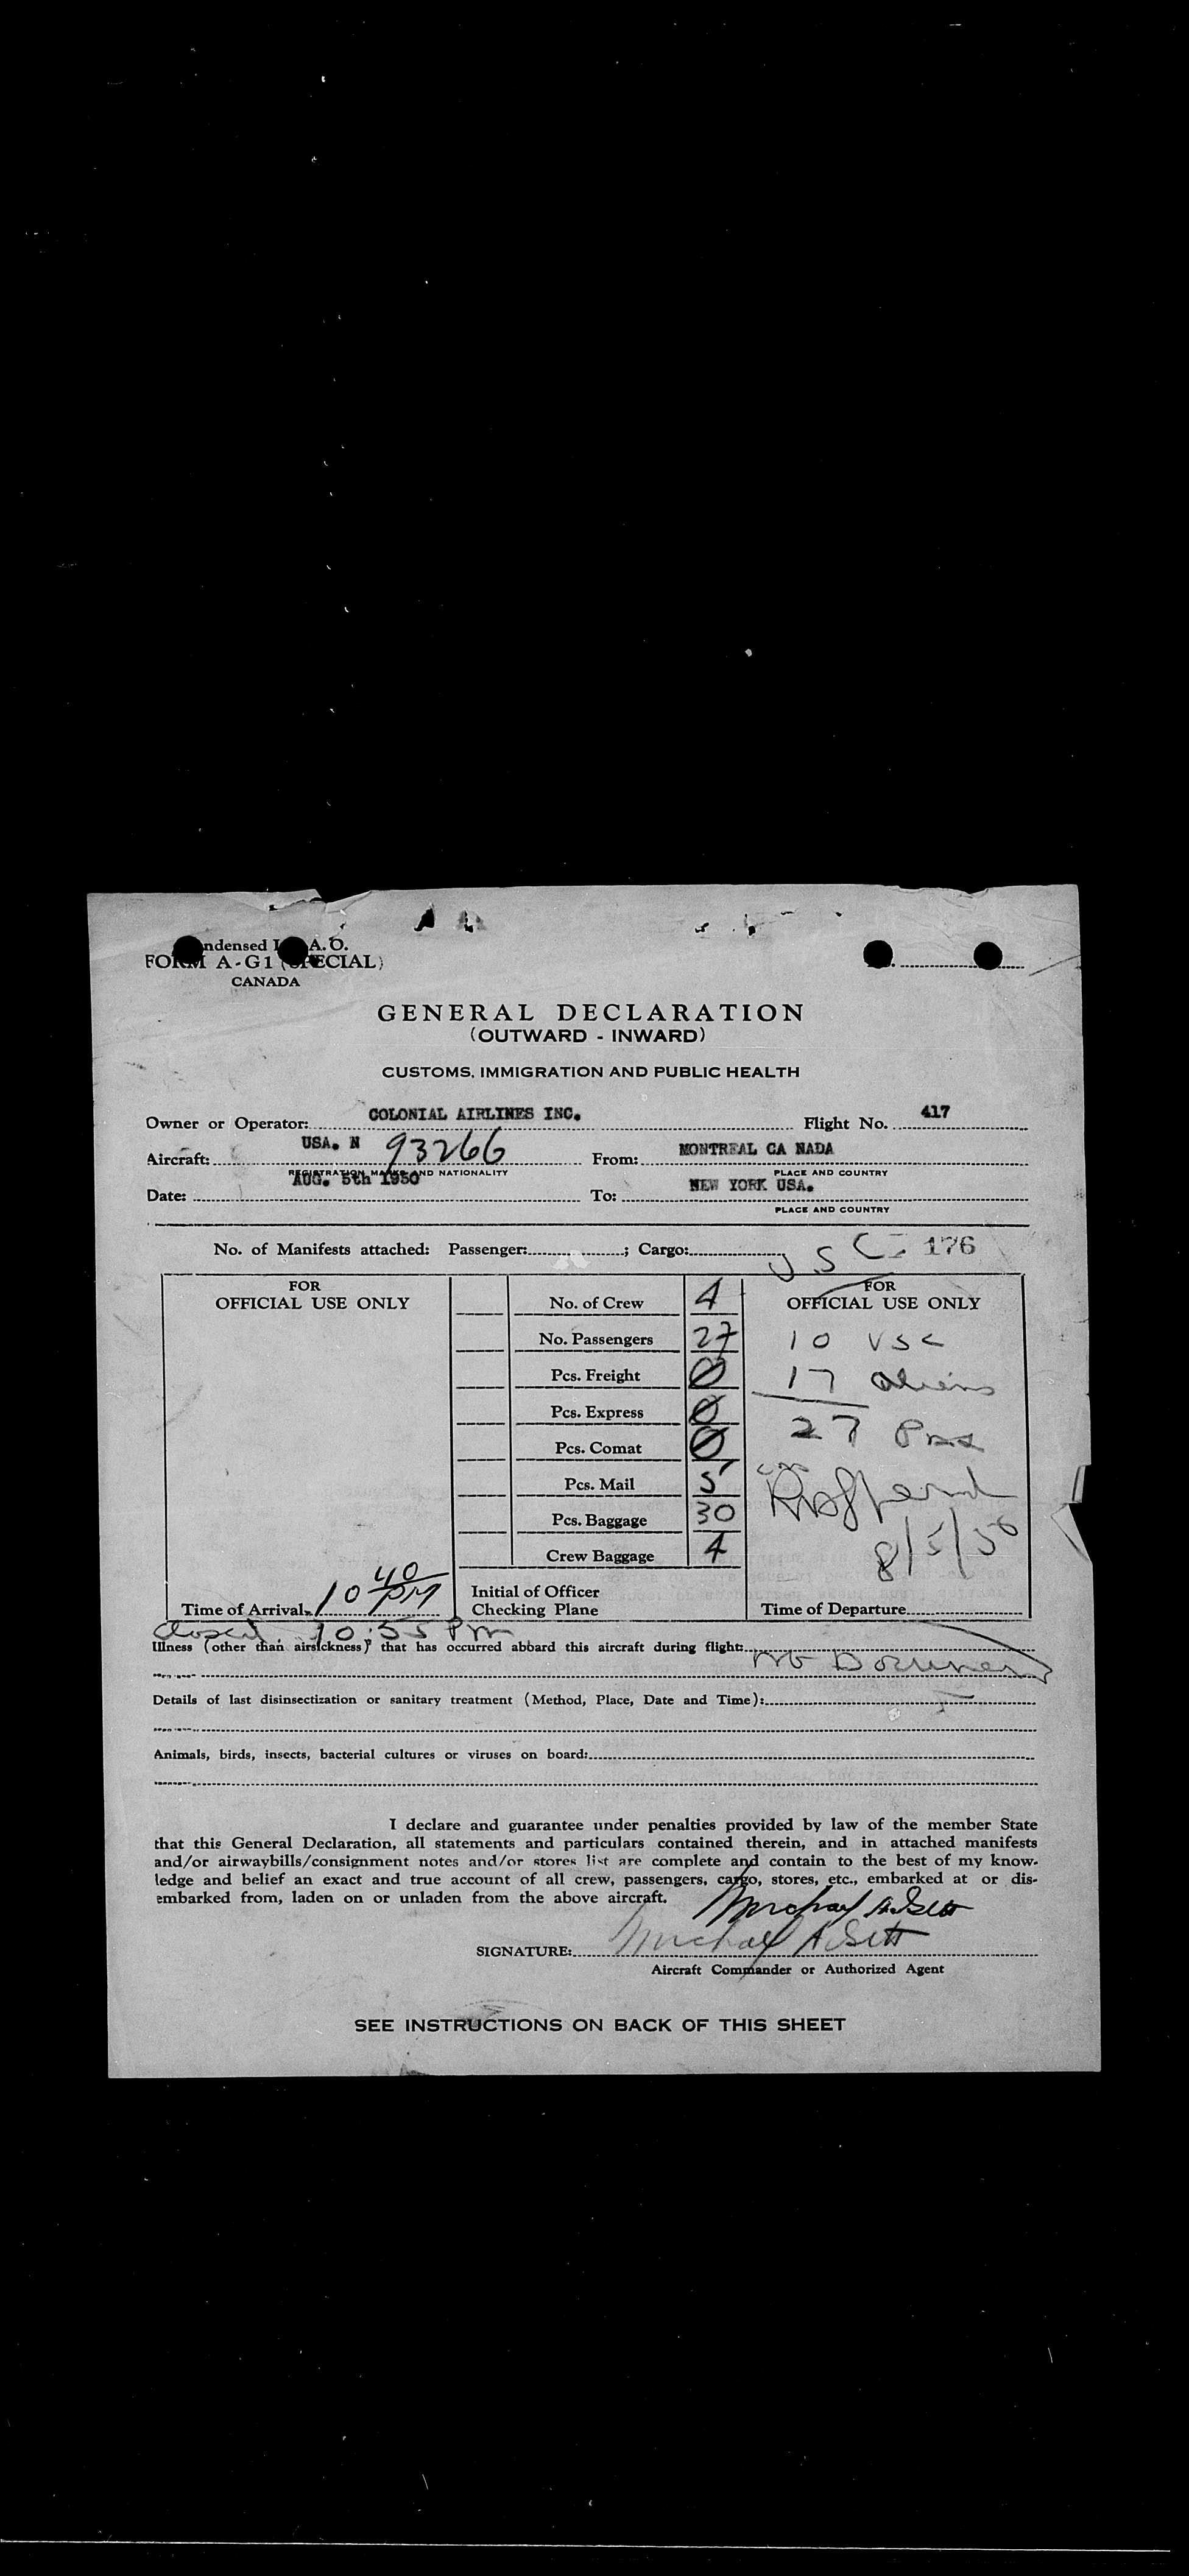 ndensed I A.O.
FORM A-G1 (SPECIAL)
CANADA
GENERAL DECLARATION
(OUTWARD - INWARD)
CUSTOMS, IMMIGRATION AND PUBLIC HEALTH
Owner or Operator: COLONIAL AIRLINES INC. Flight No. 417
Aircraft: USA. N 93266 From: MONTREAL CA NADA
REGISTRATION MARKS AND NATIONALITY PLACE AND COUNTRY
Date: AUG. 5th 1950 To: NEW YORK USA.
PLACE AND COUNTRY
No. of Manifests attached: Passenger: ; Cargo: U S C 176
FOR
OFFICIAL USE ONLY
No. of Crew 4
No. Passengers 27
Pcs. Freight 0
Pcs. Express 0
Pcs. Comat 0
Pcs. Mail 5
Pcs. Baggage 30
Crew Baggage 4
FOR
OFFICIAL USE ONLY
10 USC
17 aliens
27 Pass
8/5/50
Time of Arrival 10 40 PM
Initial of Officer
Checking Plane
Time of Departure
closed 10:55 Pm
Illness (other than airsickness) that has occurred abboard this aircraft during flight:
No Document
Details of last disinsectization or sanitary treatment (Method, Place, Date and Time):
Animals, birds, insects, bacterial cultures or viruses on board:
I declare and guarantee under penalties provided by law of the member State
that this General Declaration, all statements and particulars contained therein, and in attached manifests
and/or airwaybills/consignment notes and/or stores list are complete and contain to the best of my know-
ledge and belief an exact and true account of all crew, passengers, cargo, stores, etc., embarked at or dis-
embarked from, laden on or unladen from the above aircraft.
SIGNATURE: Michael A
Aircraft Commander or Authorized Agent
SEE INSTRUCTIONS ON BACK OF THIS SHEET